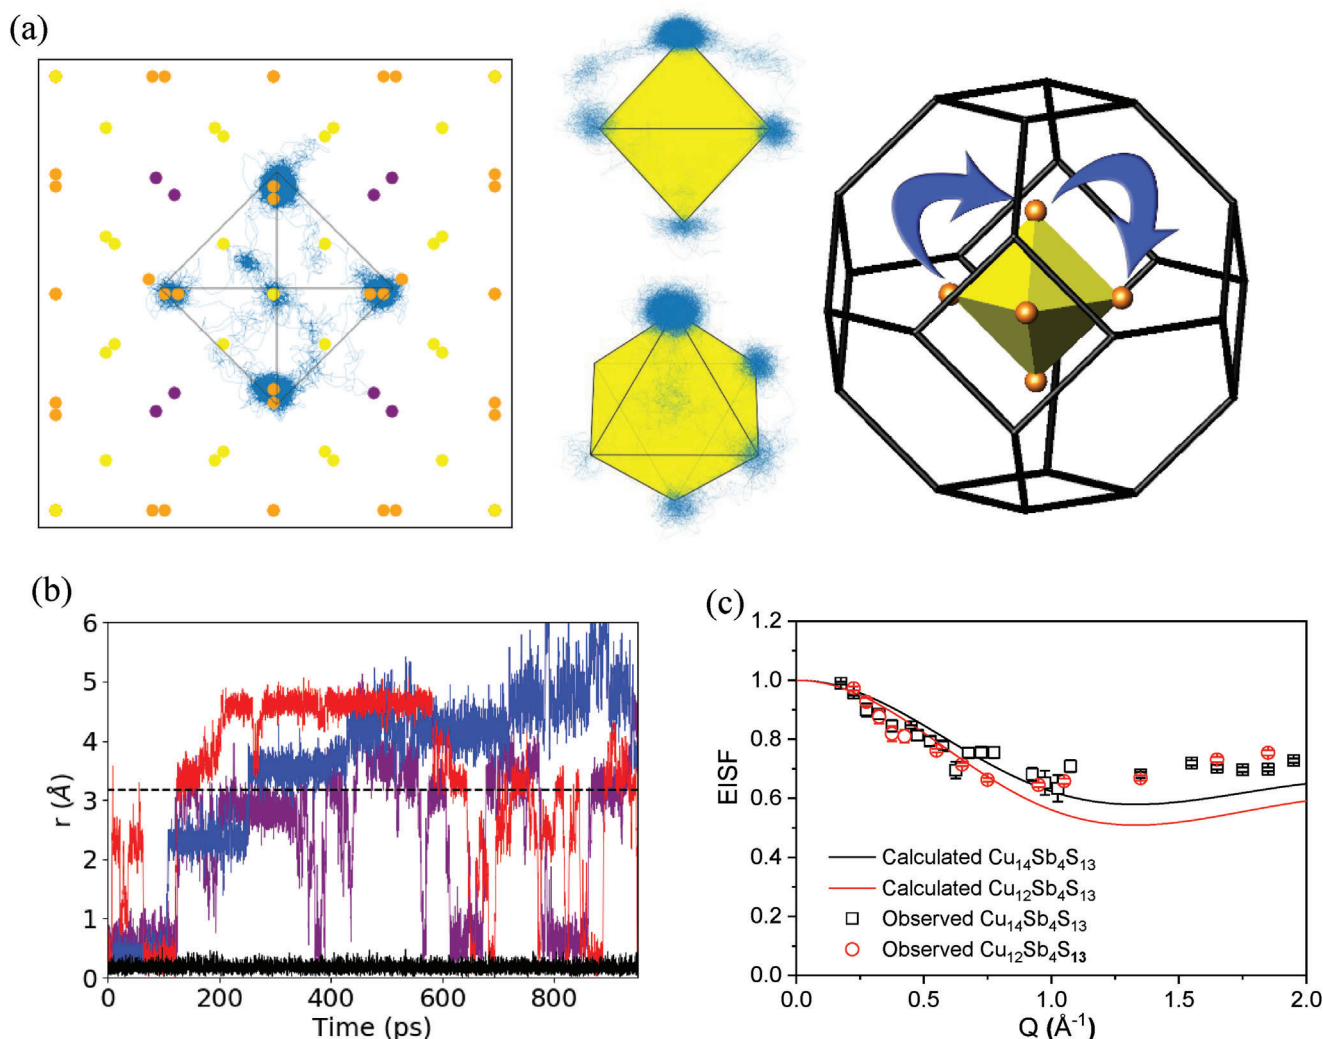 (a)
(b)
6
5
4
3
2
1
0
r (Å)
0
200
400
600
800
Time (ps)
(c)
1.2
1.0
0.8
0.6
0.4
0.2
0.0
EISF
Calculated Cu₁₄Sb₄S₁₃
Calculated Cu₁₂Sb₄S₁₃
Observed Cu₁₄Sb₄S₁₃
Observed Cu₁₂Sb₄S₁₃
0.0
0.5
1.0
1.5
2.0
Q (Å⁻¹)